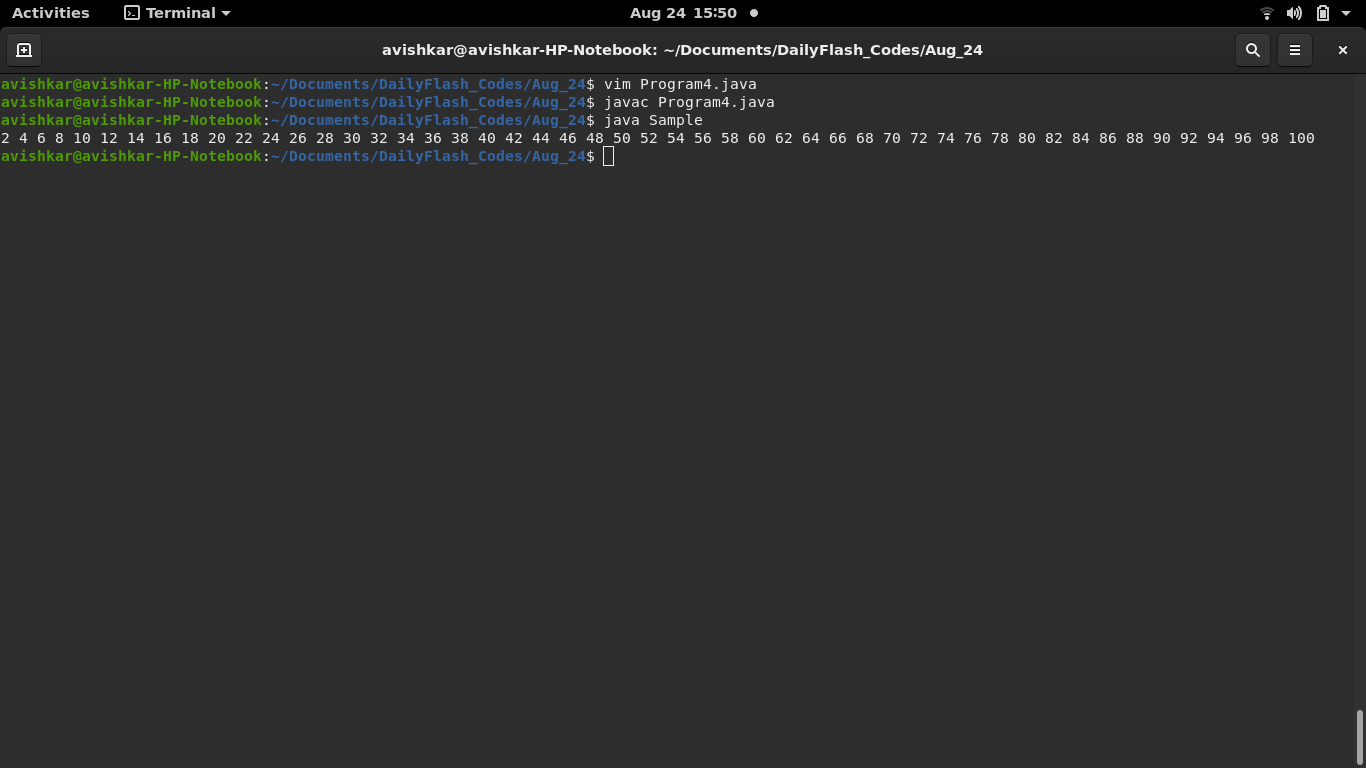 Activities Terminal Aug 24 15:50
avishkar@avishkar-HP-Notebook: ~/Documents/DailyFlash_Codes/Aug_24
avishkar@avishkar-HP-Notebook:~/Documents/DailyFlash_Codes/Aug_24$ vim Program4.java
avishkar@avishkar-HP-Notebook:~/Documents/DailyFlash_Codes/Aug_24$ javac Program4.java
avishkar@avishkar-HP-Notebook:~/Documents/DailyFlash_Codes/Aug_24$ java Sample
2 4 6 8 10 12 14 16 18 20 22 24 26 28 30 32 34 36 38 40 42 44 46 48 50 52 54 56 58 60 62 64 66 68 70 72 74 76 78 80 82 84 86 88 90 92 94 96 98 100
avishkar@avishkar-HP-Notebook:~/Documents/DailyFlash_Codes/Aug_24$